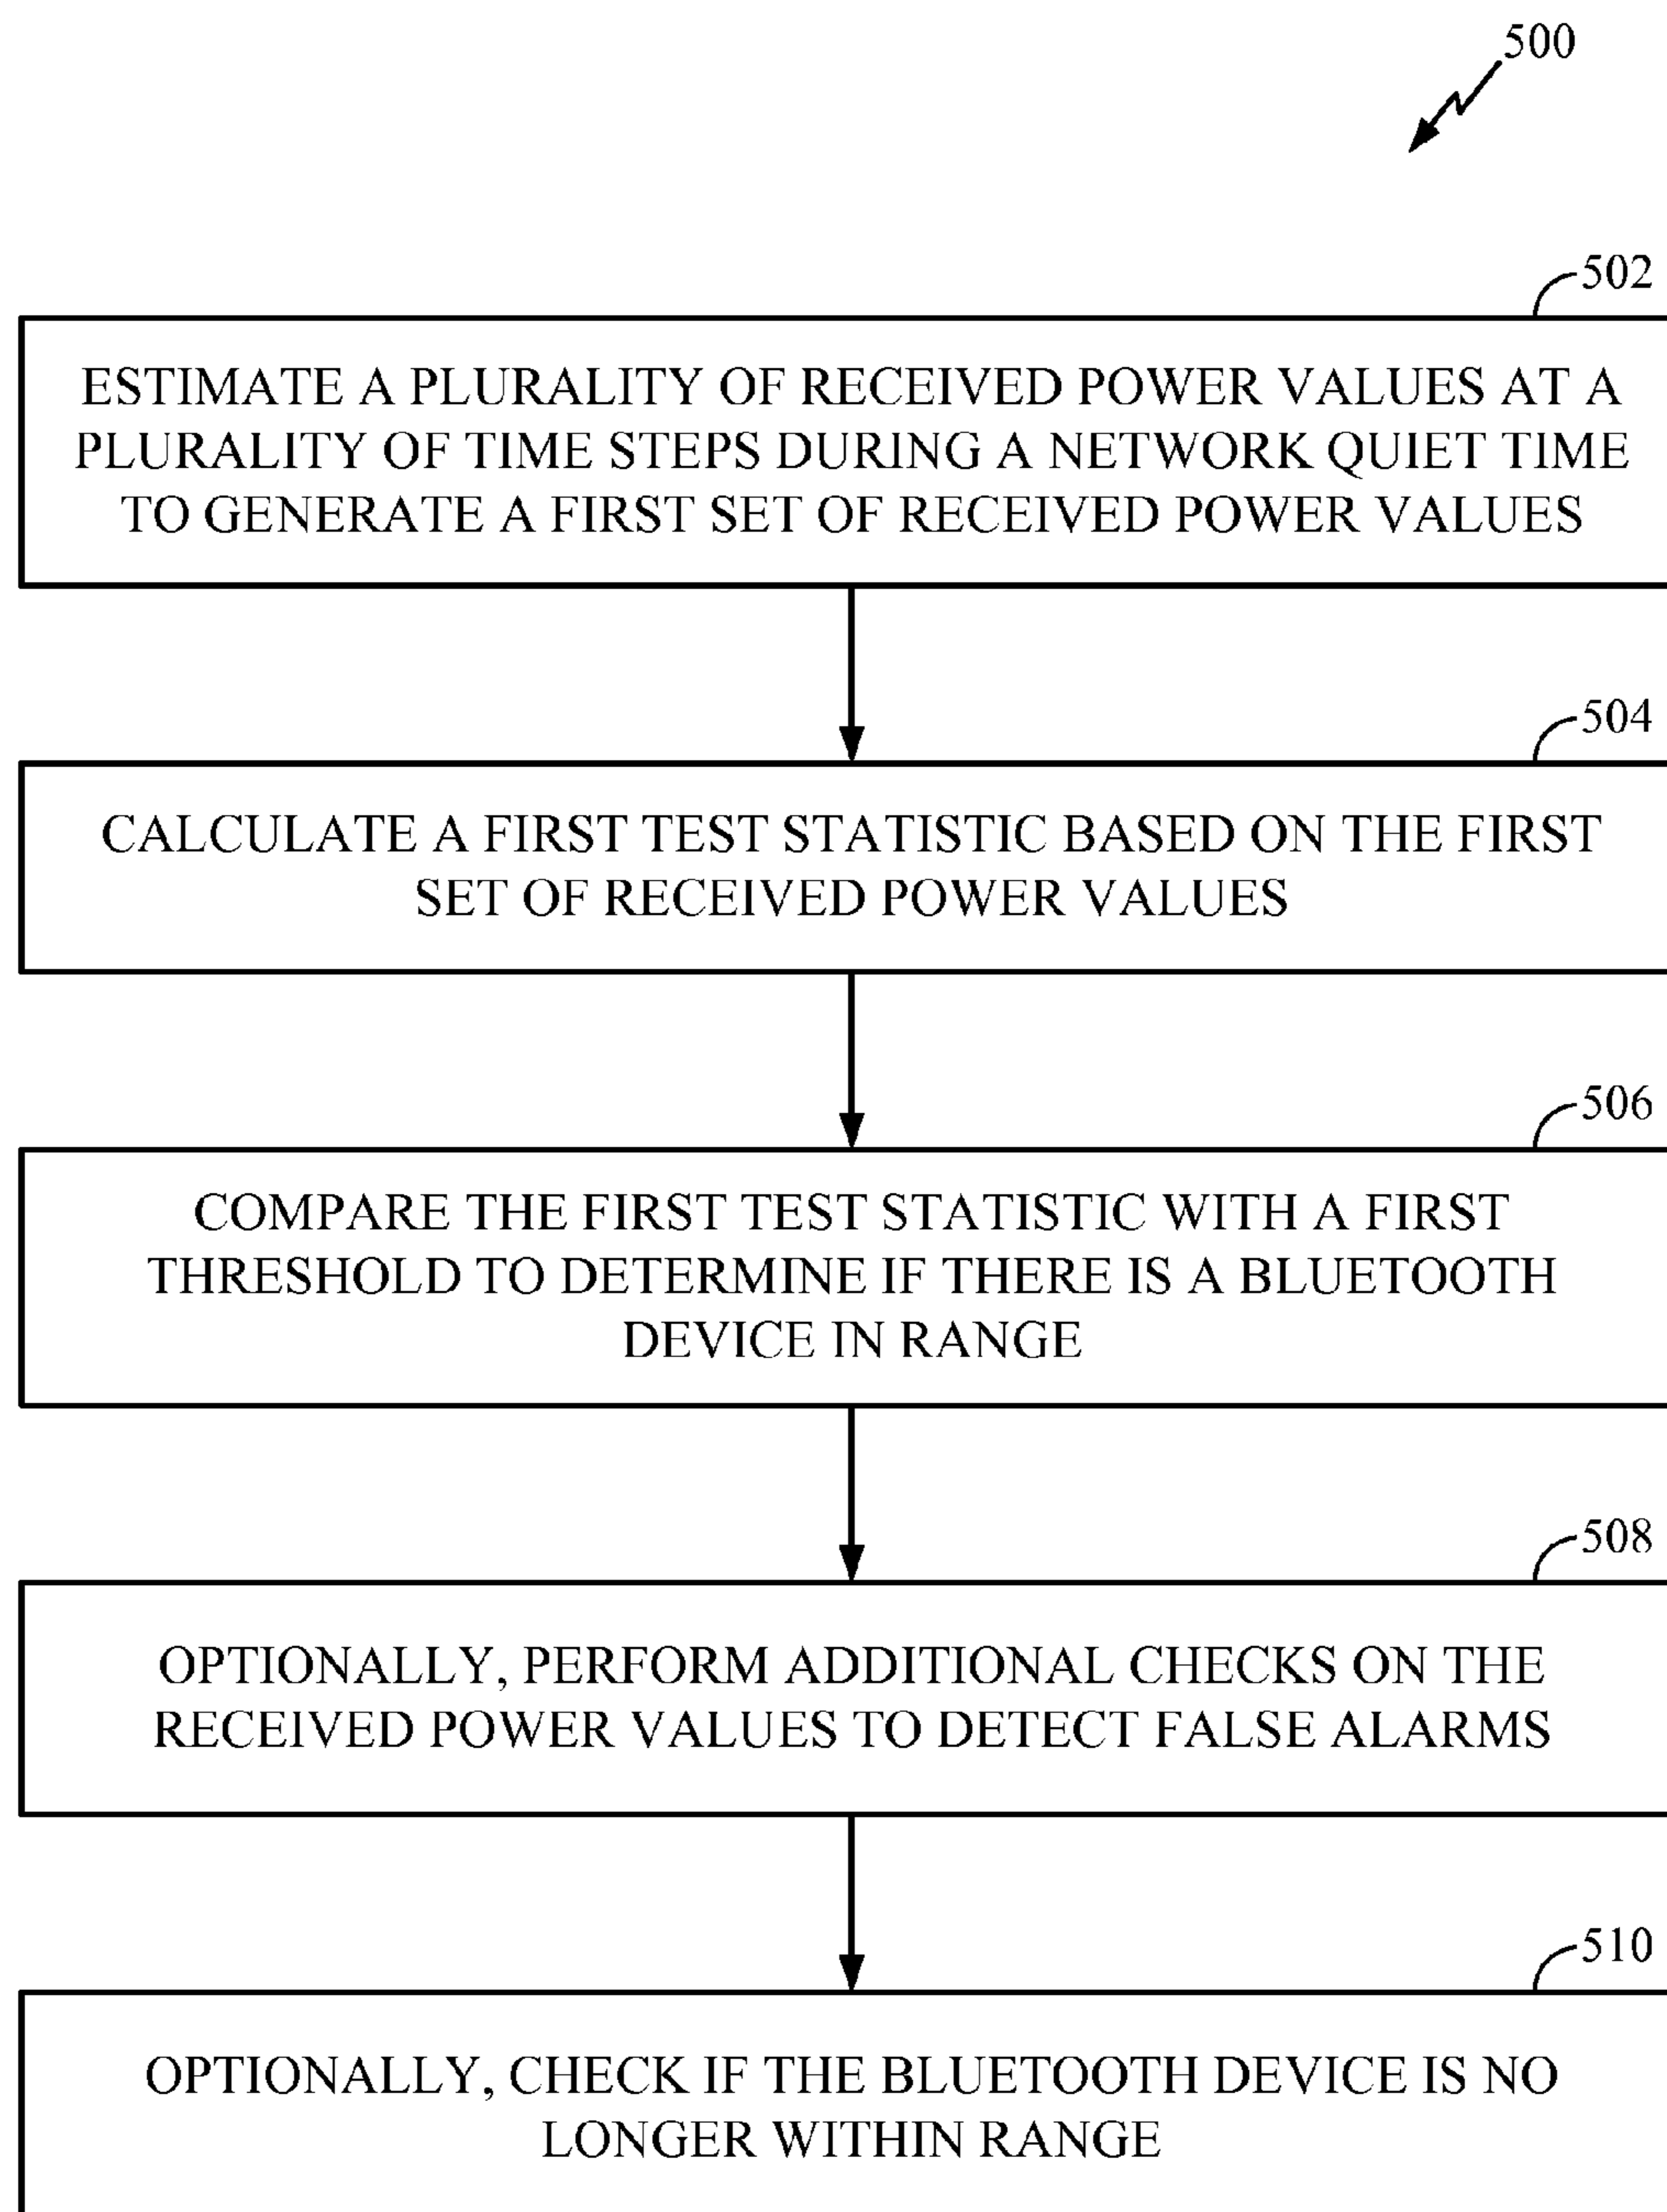 500
502
ESTIMATE A PLURALITY OF RECEIVED POWER VALUES AT A
PLURALITY OF TIME STEPS DURING A NETWORK QUIET TIME
TO GENERATE A FIRST SET OF RECEIVED POWER VALUES
504
CALCULATE A FIRST TEST STATISTIC BASED ON THE FIRST
SET OF RECEIVED POWER VALUES
506
COMPARE THE FIRST TEST STATISTIC WITH A FIRST
THRESHOLD TO DETERMINE IF THERE IS A BLUETOOTH
DEVICE IN RANGE
508
OPTIONALLY, PERFORM ADDITIONAL CHECKS ON THE
RECEIVED POWER VALUES TO DETECT FALSE ALARMS
510
OPTIONALLY, CHECK IF THE BLUETOOTH DEVICE IS NO
LONGER WITHIN RANGE